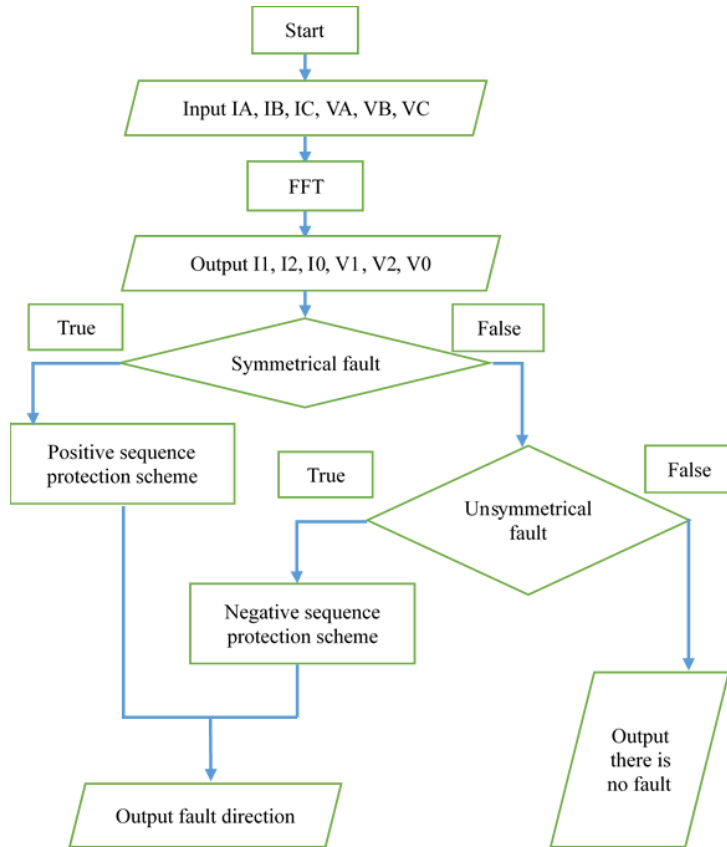 Start
Input IA, IB, IC, VA, VB, VC
FFT
Output I1, I2, I0, V1, V2, V0
True
False
Symmetrical fault
Positive sequence
protection scheme
True
False
Unsymmetrical
fault
Negative sequence
protection scheme
Output
there is
no fault
Output fault direction